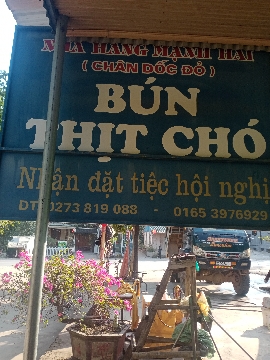 NHÀ HÀNG MẠNH HẢI
( CHÂN DỐC ĐỎ )
BÚN
THỊT CHÓ
Nhận đặt tiệc hội nghị
ĐT: 0273 819 088 0165 3976929